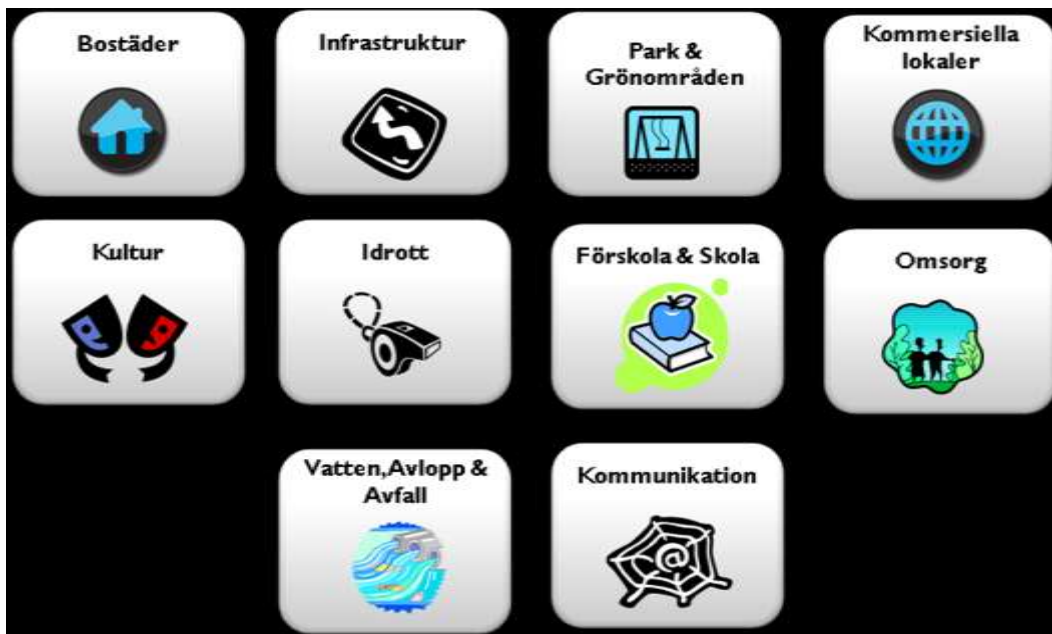 Bostäder
Infrastruktur
Park &
Grönområden
Kommersiella
lokaler
Kultur
Idrott
Förskola & Skola
Omsorg
Vatten,Avlopp &
Avfall
Kommunikation
@